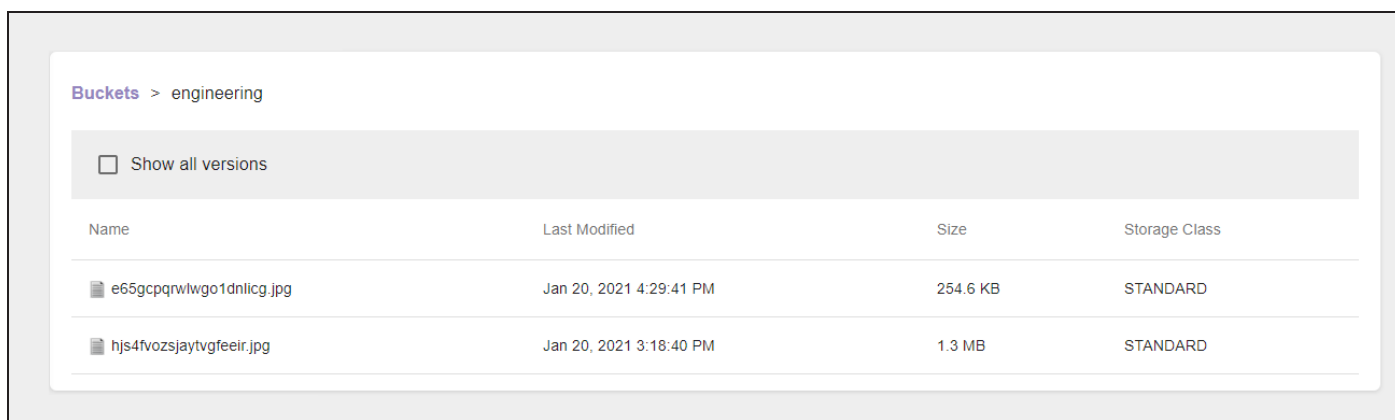 Buckets > engineering
Show all versions
Name Last Modified Size Storage Class
e65gcpqrwlwgo1dnlicg.jpg Jan 20, 2021 4:29:41 PM 254.6 KB STANDARD
hjs4fvozsjaytvgfeeir.jpg Jan 20, 2021 3:18:40 PM 1.3 MB STANDARD